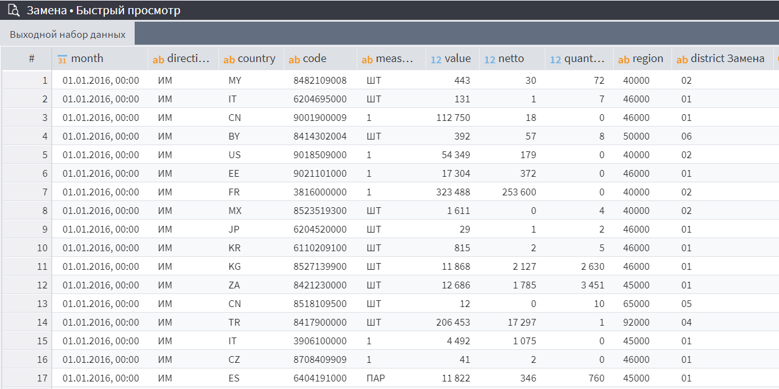 Замена • Быстрый просмотр
Выходной набор данных
# 31 month ab directi... ab country ab code ab meas... 12 value 12 netto 12 quant... ab region ab district Замена
1 01.01.2016, 00:00 ИМ MY 8482109008 ШТ 443 30 72 40000 02
2 01.01.2016, 00:00 ИМ IT 6204695000 ШТ 131 1 7 46000 01
3 01.01.2016, 00:00 ИМ CN 9001900009 1 112 750 18 0 46000 01
4 01.01.2016, 00:00 ИМ BY 8414302004 ШТ 392 57 8 50000 06
5 01.01.2016, 00:00 ИМ US 9018509000 1 54 349 179 0 40000 02
6 01.01.2016, 00:00 ИМ EE 9021101000 1 17 304 372 0 46000 01
7 01.01.2016, 00:00 ИМ FR 3816000000 1 323 488 253 600 0 40000 02
8 01.01.2016, 00:00 ИМ MX 8523519300 ШТ 1 611 0 4 40000 02
9 01.01.2016, 00:00 ИМ JP 6204520000 ШТ 29 1 2 46000 01
10 01.01.2016, 00:00 ИМ KR 6110209100 ШТ 815 2 5 46000 01
11 01.01.2016, 00:00 ИМ KG 8527139900 ШТ 11 868 2 127 2 630 46000 01
12 01.01.2016, 00:00 ИМ ZA 8421230000 ШТ 12 686 1 785 3 451 45000 01
13 01.01.2016, 00:00 ИМ CN 8518109500 ШТ 12 0 10 65000 05
14 01.01.2016, 00:00 ИМ TR 8417900000 ШТ 206 453 17 297 1 92000 04
15 01.01.2016, 00:00 ИМ IT 3906100000 1 4 492 1 075 0 45000 01
16 01.01.2016, 00:00 ИМ CZ 8708409909 1 41 2 0 46000 01
17 01.01.2016, 00:00 ИМ ES 6404191000 ПАР 11 822 346 760 45000 01